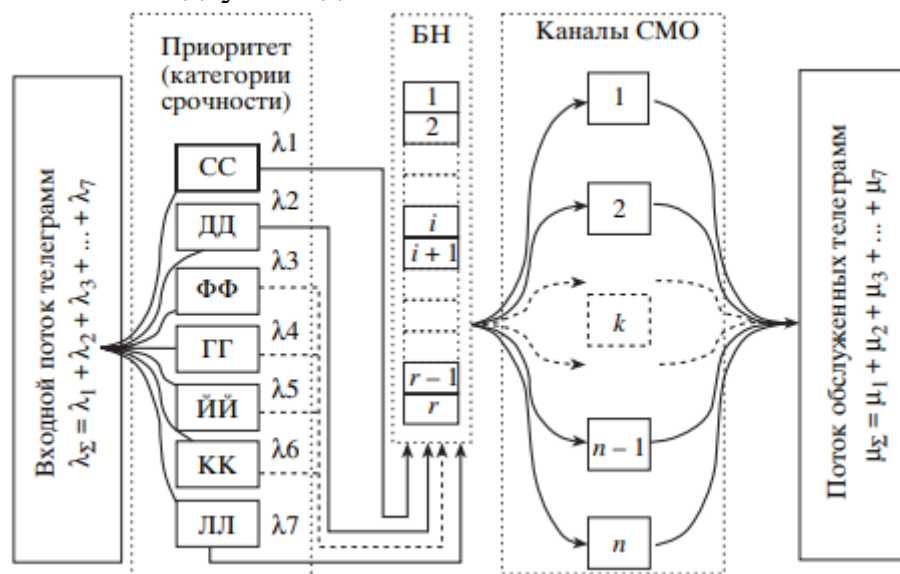 Входной поток телеграмм
λΣ = λ1 + λ2 + λ3 + ... + λ7
Приоритет
(категории
срочности)
СС
λ1
ДД
λ2
ФФ
λ3
ГГ
λ4
ЙЙ
λ5
КК
λ6
ЛЛ
λ7
БН
1
2
i
i + 1
r – 1
r
Каналы СМО
1
2
k
n – 1
n
Поток обслуженных телеграмм
μΣ = μ1 + μ2 + μ3 + ... + μ7